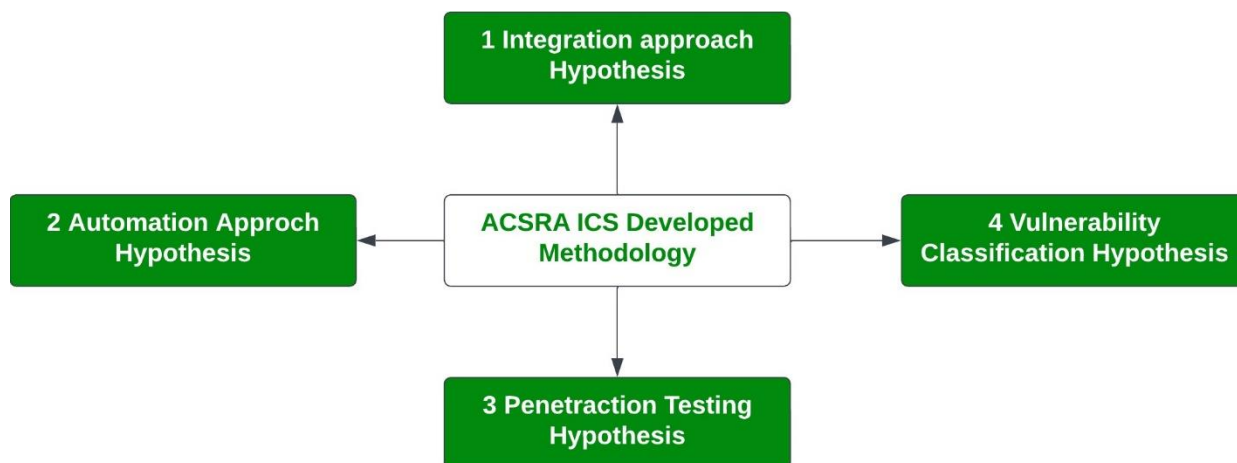 1 Integration approach
Hypothesis
2 Automation Approch
Hypothesis
ACSRA ICS Developed
Methodology
4 Vulnerability
Classification Hypothesis
3 Penetraction Testing
Hypothesis